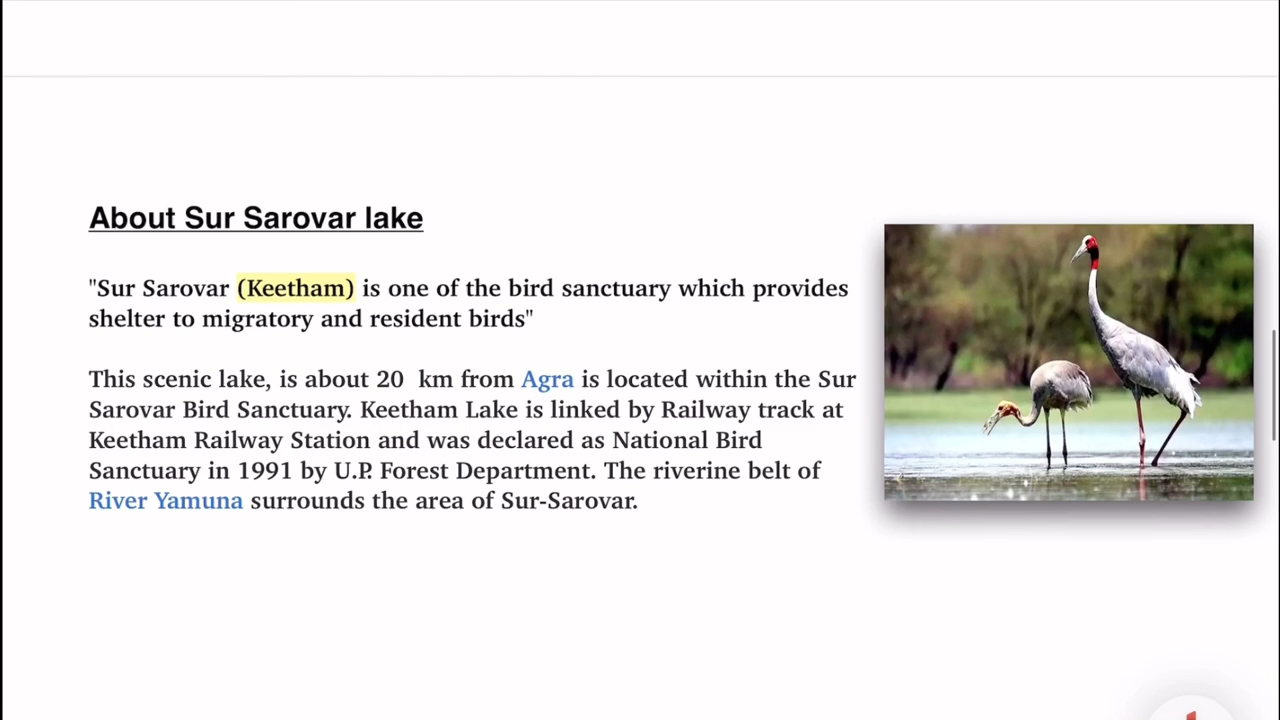 About Sur Sarovar lake
"Sur Sarovar (Keetham) is one of the bird sanctuary which provides
shelter to migratory and resident birds"
This scenic lake, is about 20  km from Agra is located within the Sur
Sarovar Bird Sanctuary. Keetham Lake is linked by Railway track at
Keetham Railway Station and was declared as National Bird
Sanctuary in 1991 by U.P. Forest Department. The riverine belt of
River Yamuna surrounds the area of Sur-Sarovar.